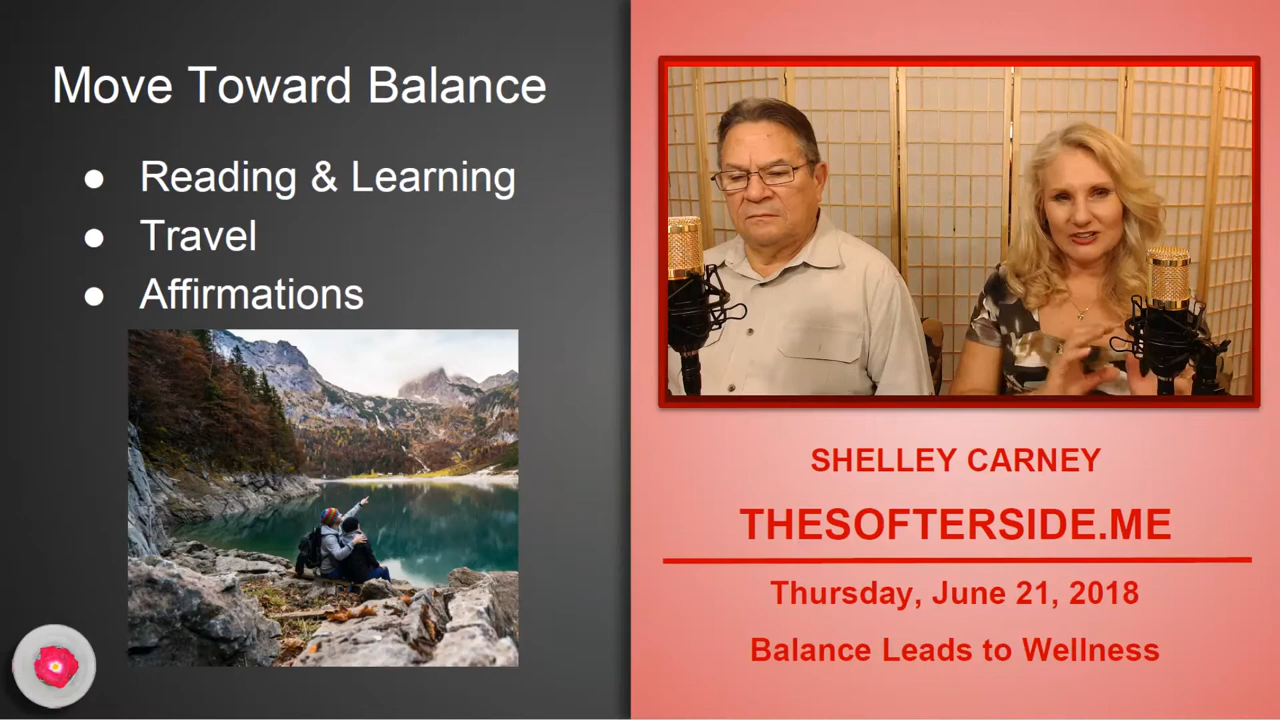 Move Toward Balance
● Reading & Learning
● Travel
● Affirmations
SHELLEY CARNEY
THESOFTERSIDE.ME
Thursday, June 21, 2018
Balance Leads to Wellness